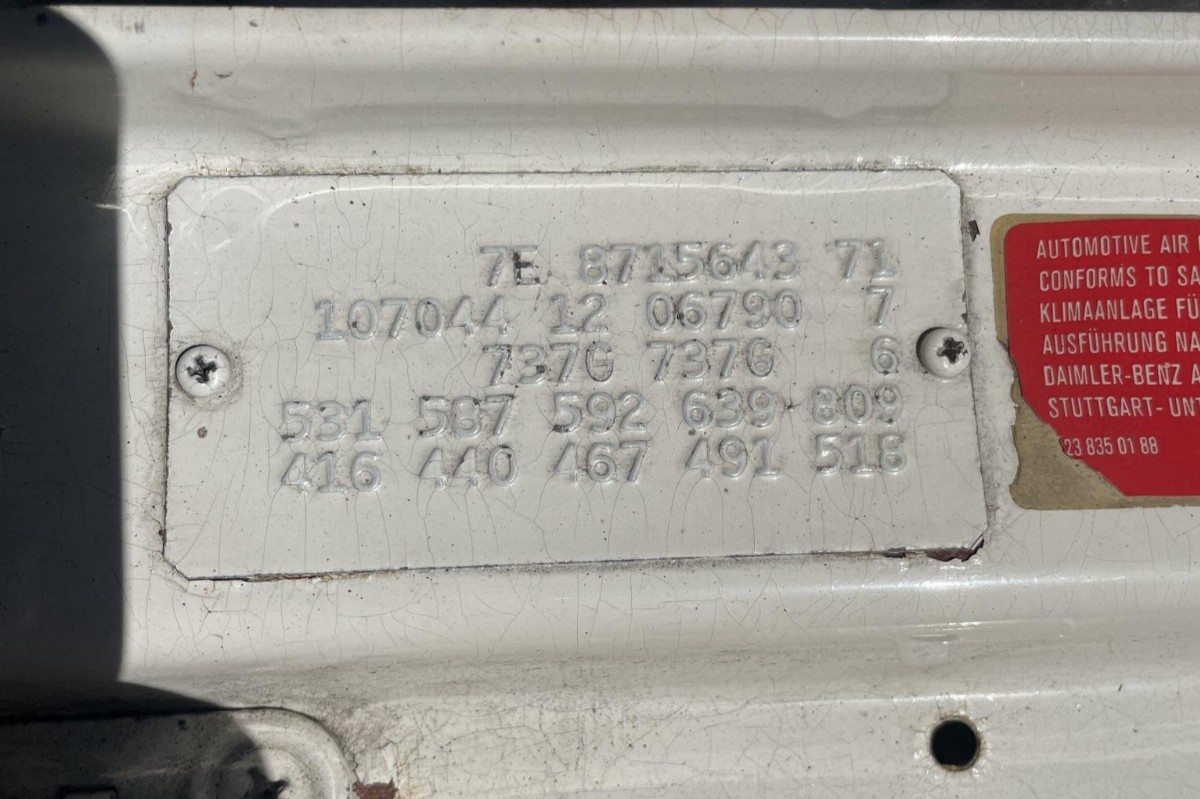 7E 8715643 71
107044 12 067907 7
737G 737G 6
531 587 592 639 809
416 440 467 491 518
AUTOMOTIVE AIR
CONFORMS TO SA
KLIMAANLAGE FÜ
AUSFÜHRUNG NA
DAIMLER-BENZ A
STUTTGART- UNT
23 835 01 88